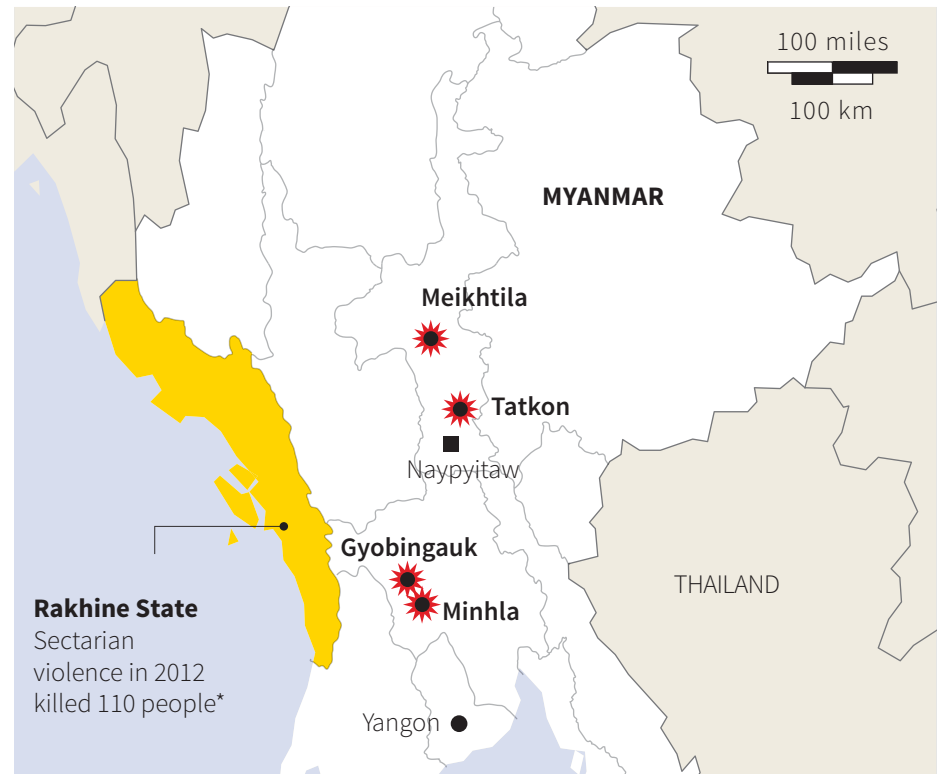 100 miles
100 km
MYANMAR
Meikhtila
Tatkon
Naypyitaw
Gyobingauk
Minhla
THAILAND
Rakhine State
Sectarian
violence in 2012
killed 110 people*
Yangon